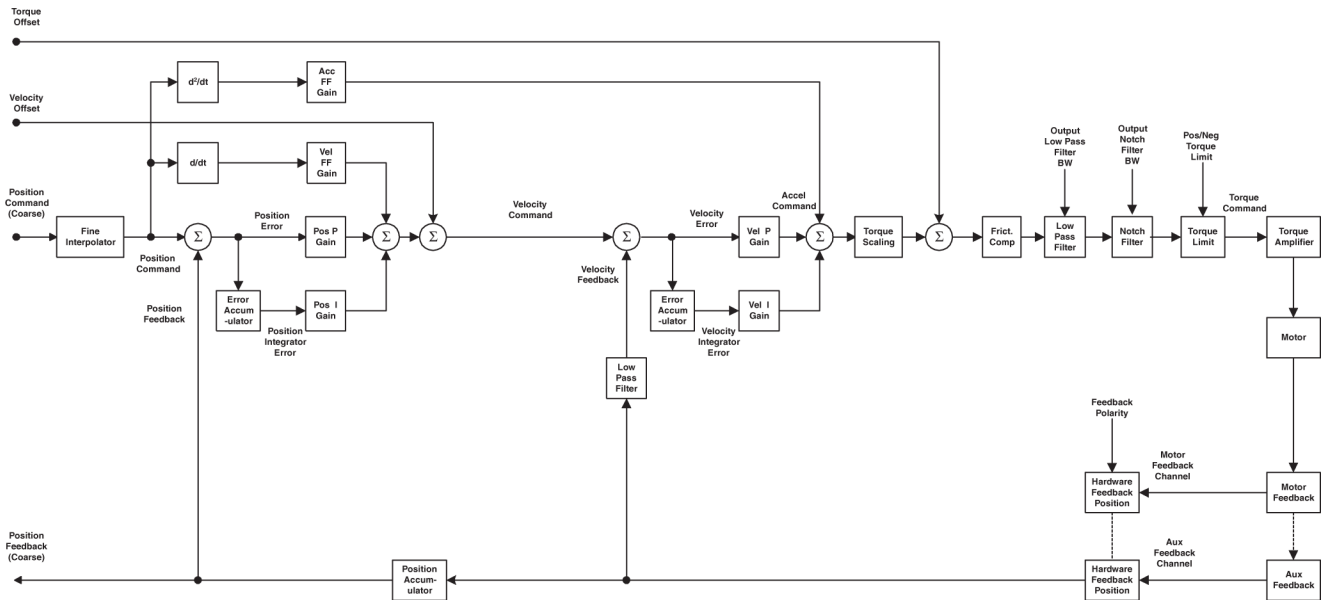 Torque
Offset
d²/dt
Acc
FF
Gain
Velocity
Offset
d/dt
Vel
FF
Gain
Output
Low Pass
Filter
BW
Output
Notch
Filter
BW
Pos/Neg
Torque
Limit
Position
Command
(Coarse)
Fine
Interpolator
Position
Command
Σ
Position
Error
Pos P
Gain
Σ
Σ
Velocity
Command
Σ
Velocity
Error
Vel P
Gain
Accel
Command
Σ
Torque
Scaling
Σ
Frict.
Comp
Low
Pass
Filter
Notch
Filter
Torque
Limit
Torque
Command
Torque
Amplifier
Position
Feedback
Error
Accum
-ulator
Position
Integrator
Error
Pos I
Gain
Velocity
Feedback
Error
Accum
-ulator
Velocity
Integrator
Error
Vel I
Gain
Motor
Low
Pass
Filter
Feedback
Polarity
Hardware
Feedback
Position
Motor
Feedback
Channel
Motor
Feedback
Position
Feedback
(Coarse)
Position
Accum-
ulator
Hardware
Feedback
Position
Aux
Feedback
Channel
Aux
Feedback